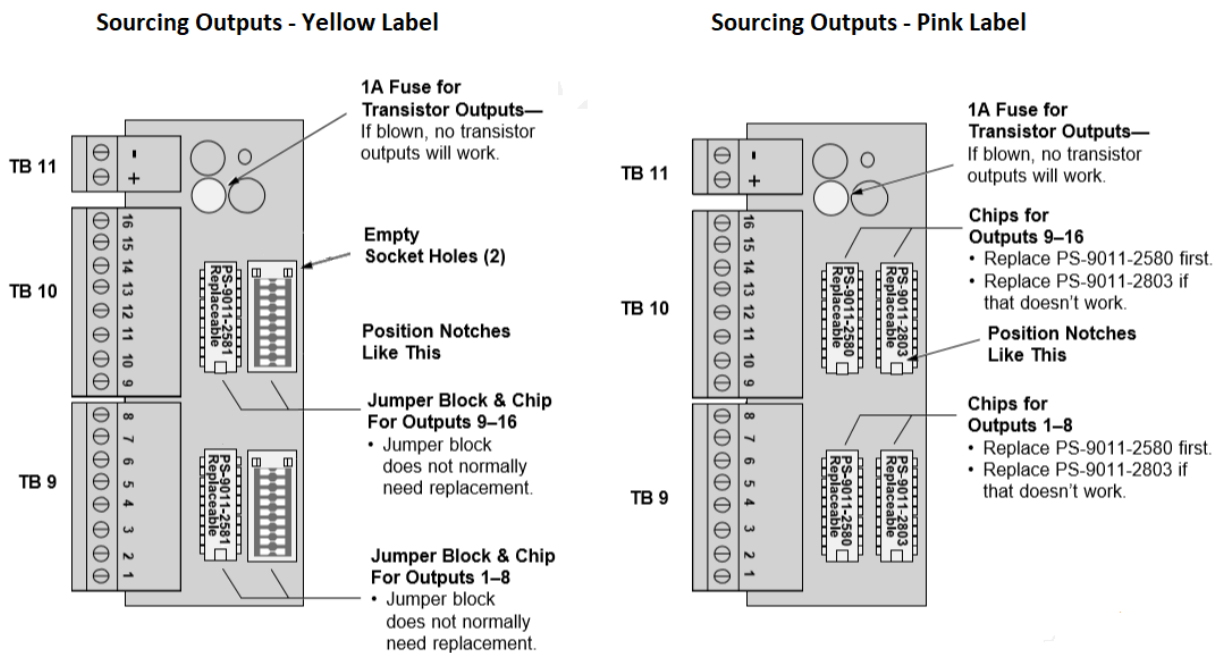 Sourcing Outputs - Yellow Label
1A Fuse for
Transistor Outputs—
If blown, no transistor
outputs will work.
TB 11
-
+
Empty
Socket Holes (2)
TB 10
16
15
14
13
12
11
10
9
PS-9011-2581
Replaceable
Position Notches
Like This
Jumper Block & Chip
For Outputs 9–16
• Jumper block
does not normally
need replacement.
TB 9
8
7
6
5
4
3
2
1
PS-9011-2581
Replaceable
Jumper Block & Chip
For Outputs 1–8
• Jumper block
does not normally
need replacement.
Sourcing Outputs - Pink Label
1A Fuse for
Transistor Outputs—
If blown, no transistor
outputs will work.
TB 11
-
+
Chips for
Outputs 9–16
• Replace PS-9011-2580 first.
• Replace PS-9011-2803 if
that doesn’t work.
TB 10
16
15
14
13
12
11
10
9
PS-9011-2580
Replaceable
PS-9011-2803
Replaceable
Position Notches
Like This
Chips for
Outputs 1–8
• Replace PS-9011-2580 first.
• Replace PS-9011-2803 if
that doesn’t work.
TB 9
8
7
6
5
4
3
2
1
PS-9011-2580
Replaceable
PS-9011-2803
Replaceable